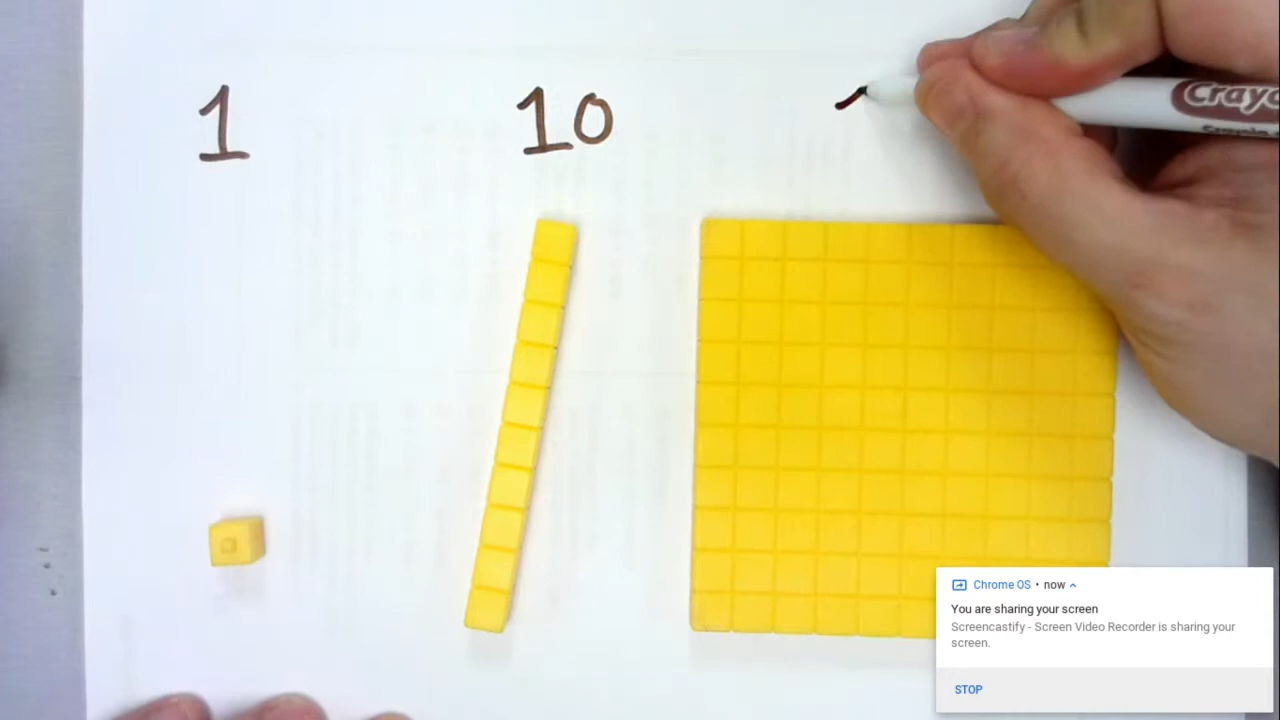 1 10
Crayo
Chrome OS • now
You are sharing your screen
Screencastify - Screen Video Recorder is sharing your
screen.
STOP